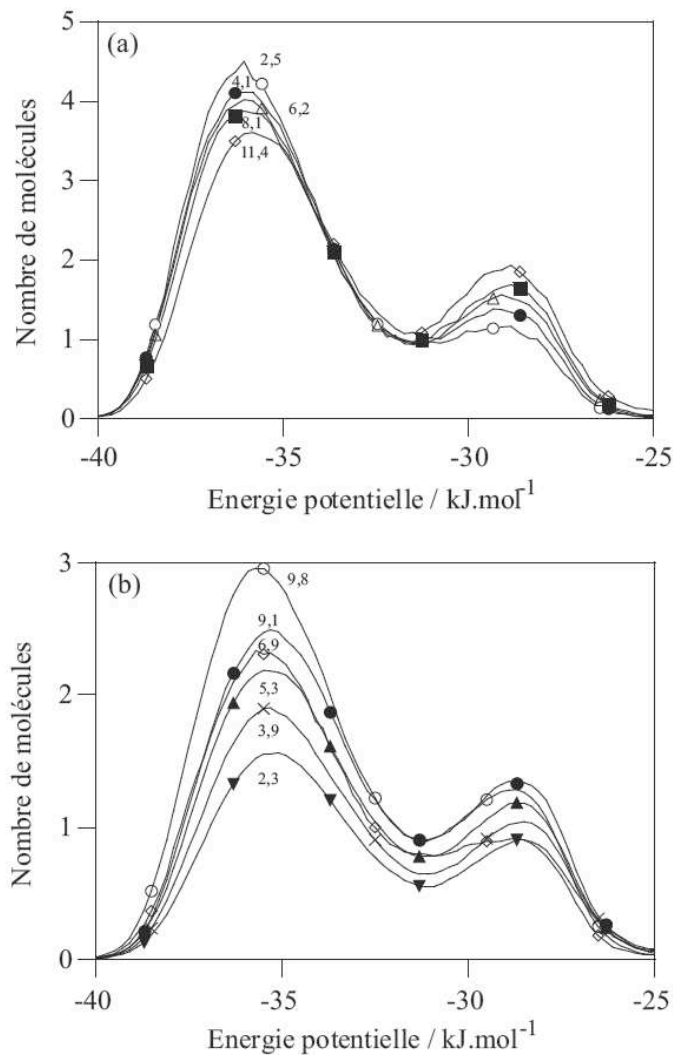 (a)
5
4
3
2
1
0
2,5
4,1
6,2
8,1
11,4
Nombre de molécules
-40 -35 -30 -25
Energie potentielle / kJ.mol-1
(b)
3
2
1
0
9,8
9,1
6,9
5,3
3,9
2,3
Nombre de molécules
-40 -35 -30 -25
Energie potentielle / kJ.mol-1